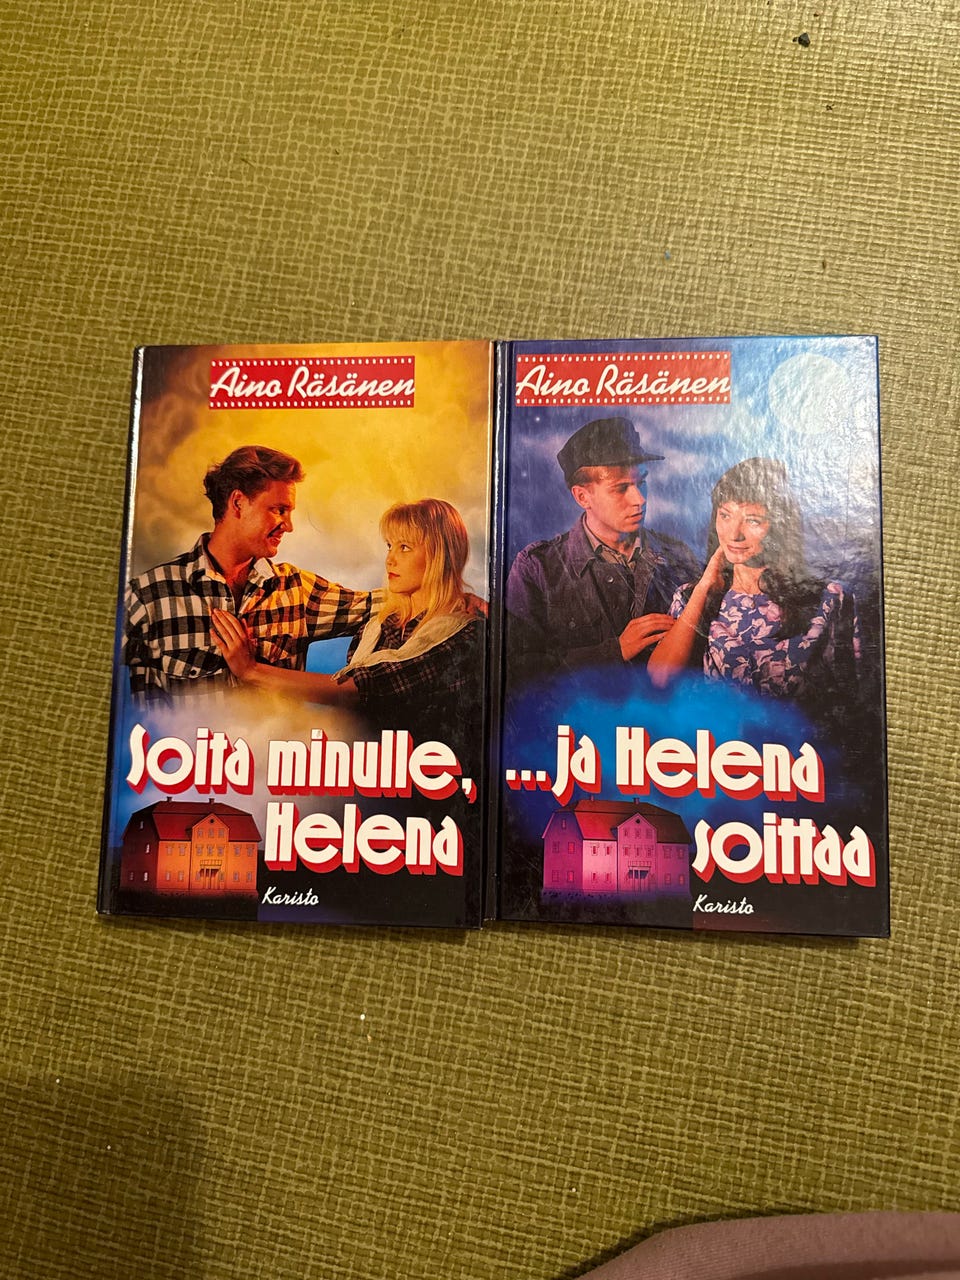 Aino Räsänen
Soita minulle,
Helena
Karisto
Aino Räsänen
...ja Helena
soittaa
Karisto